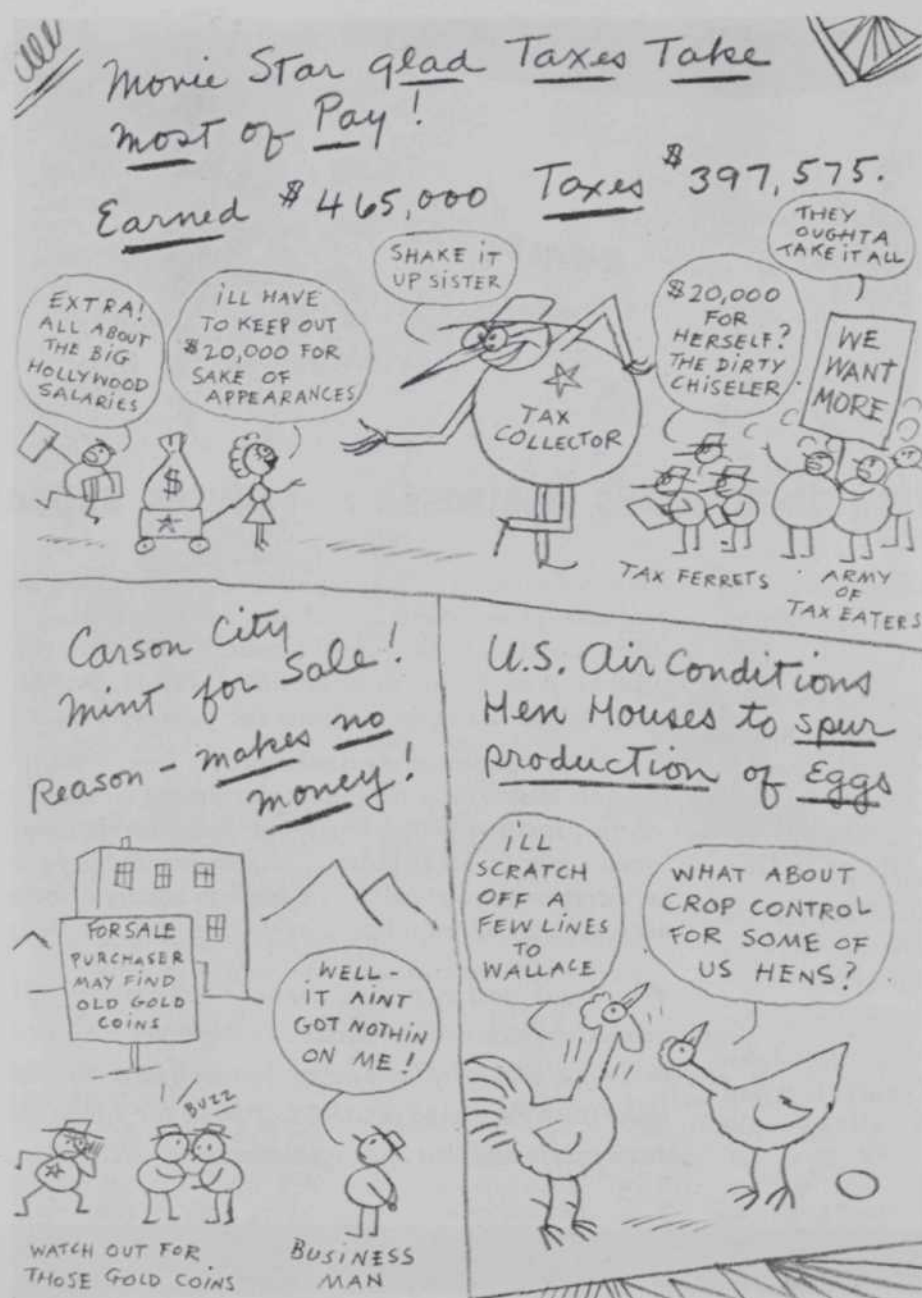 Movie Star glad Taxes Take
most of Pay!
Earned $465,000 Taxes $397,575.
EXTRA!
ALL ABOUT
THE BIG
HOLLYWOOD
SALARIES
iLL HAVE
TO KEEP OUT
$20,000 FOR
SAKE OF
APPEARANCES
SHAKE iT
UP SISTER
$20,000
FOR
HERSELF?
THE DiRTY
CHiSELER
THEY
OUGHTA
TAKE iT ALL
WE
WANT
MORE
$
TAX
COLLECTOR
TAX FERRETS
ARMY
OF
TAX EATERS
Carson City
mint for Sale!
Reason - makes no
money!
FOR SALE
PURCHASER
MAY FIND
OLD GOLD
COINS
WELL -
iT AiNT
GOT NOTHiN
ON ME!
BUZZ
WATCH OUT FOR
THOSE GOLD COiNS
BUSiNESS
MAN
U.S. Air Conditions
Hen Houses to spur
production of Eggs
i'LL
SCRATCH
OFF A
FEW LiNES
TO
WALLACE
WHAT ABOUT
CROP CONTROL
FOR SOME OF
US HENS?